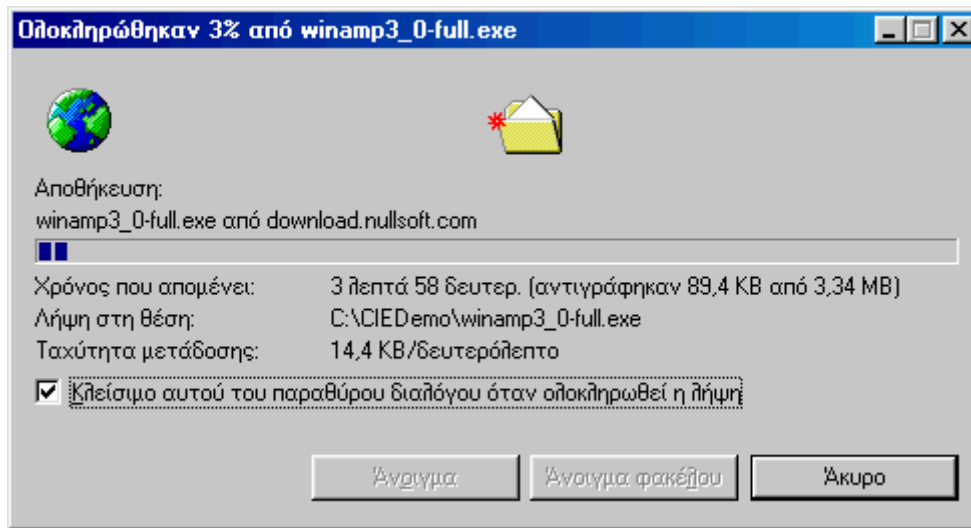 Ολοκληρώθηκαν 3% από winamp3_0-full.exe
Αποθήκευση:
winamp3_0-full.exe από download.nullsoft.com
Χρόνος που απομένει: 3 λεπτά 58 δευτερ. (αντιγράφηκαν 89,4 KB από 3,34 MB)
Λήψη στη θέση: C:\CIEDemo\winamp3_0-full.exe
Ταχύτητα μετάδοσης: 14,4 KB/δευτερόλεπτο
Κλείσιμο αυτού του παραθύρου διαλόγου όταν ολοκληρωθεί η λήψη
Άνοιγμα Άνοιγμα φακέλου Άκυρο